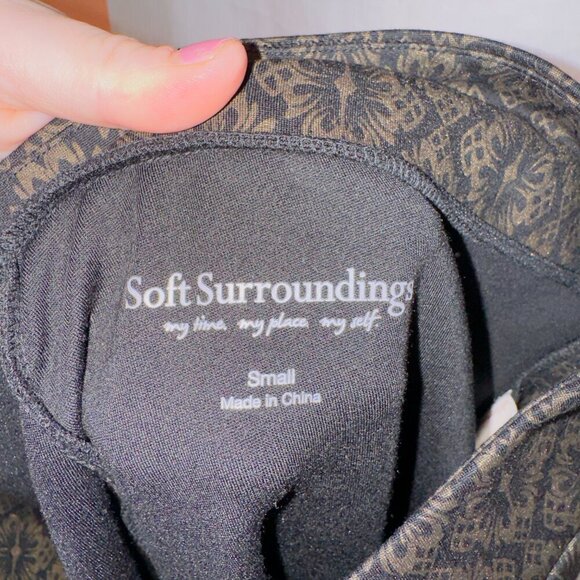 Soft Surroundings
my time. my place. my self.
Small
Made in China